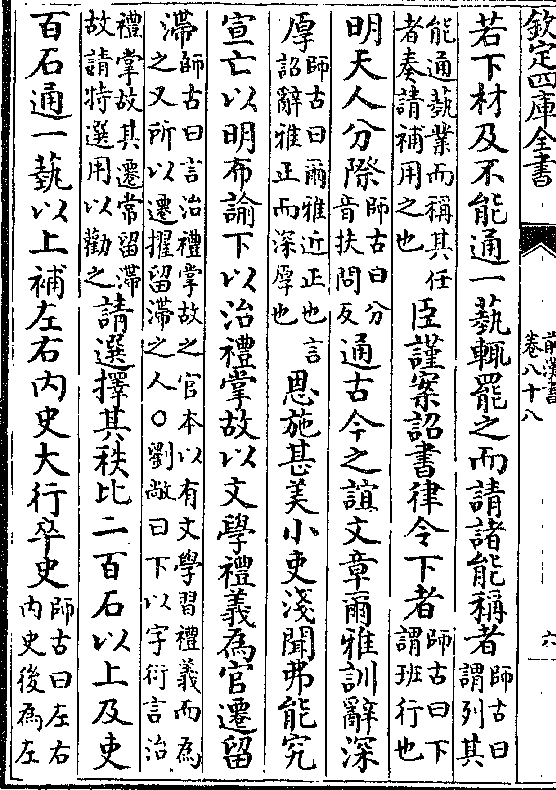 欽定四庫全書
前漢書
卷八十八
六
若下材及不能通一藝輒罷之而請諸能稱者師古曰謂列其
能通藝業而稱其任者奏請補用之也臣謹案詔書律令下者師古曰下謂班行也
明天人分際師古曰分音扶問反通古今之誼文章爾雅訓辭深
厚師古曰爾雅近正也言詔辭雅正而深厚也恩施甚美小吏淺聞弗能究
宣亡以明布諭下以治禮掌故以文學禮義為官遷留
滯師古曰言治禮掌故之官本以有文學習禮義而為之又所以遷擢留滯之人〇劉敞曰下以字衍言治
禮掌故其遷常留滯故請特選用以勸之請選擇其秩比二百石以上及吏
百石通一藝以上補左右內史大行卒史師古曰左右內史後為左